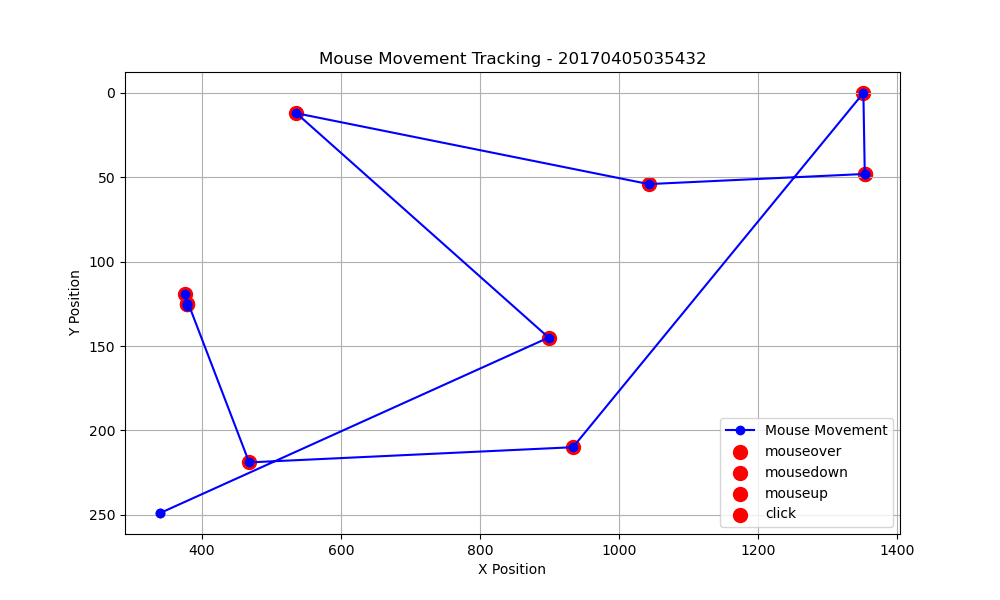 Mouse Movement Tracking - 20170405035432
0
50
100
150
200
250
Y Position
400
600
800
1000
1200
1400
X Position
Mouse Movement
mouseover
mousedown
mouseup
click